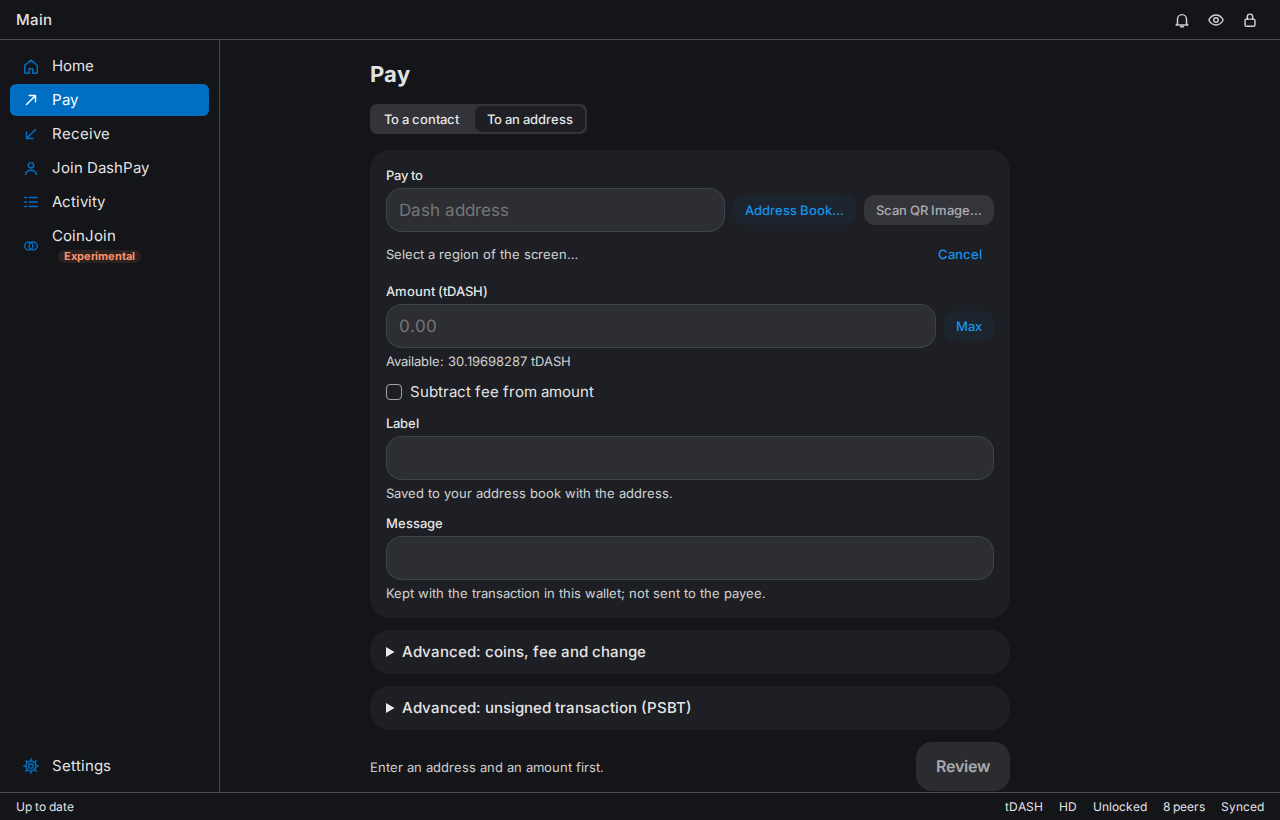 Main
Home
Pay
Receive
Join DashPay
Activity
CoinJoin
Experimental
Settings
Pay
To a contact
To an address
Pay to
Dash address
Address Book...
Scan QR Image...
Select a region of the screen...
Cancel
Amount (tDASH)
0.00
Max
Available: 30.19698287 tDASH
Subtract fee from amount
Label
Saved to your address book with the address.
Message
Kept with the transaction in this wallet; not sent to the payee.
Advanced: coins, fee and change
Advanced: unsigned transaction (PSBT)
Enter an address and an amount first.
Review
Up to date
tDASH
HD
Unlocked
8 peers
Synced